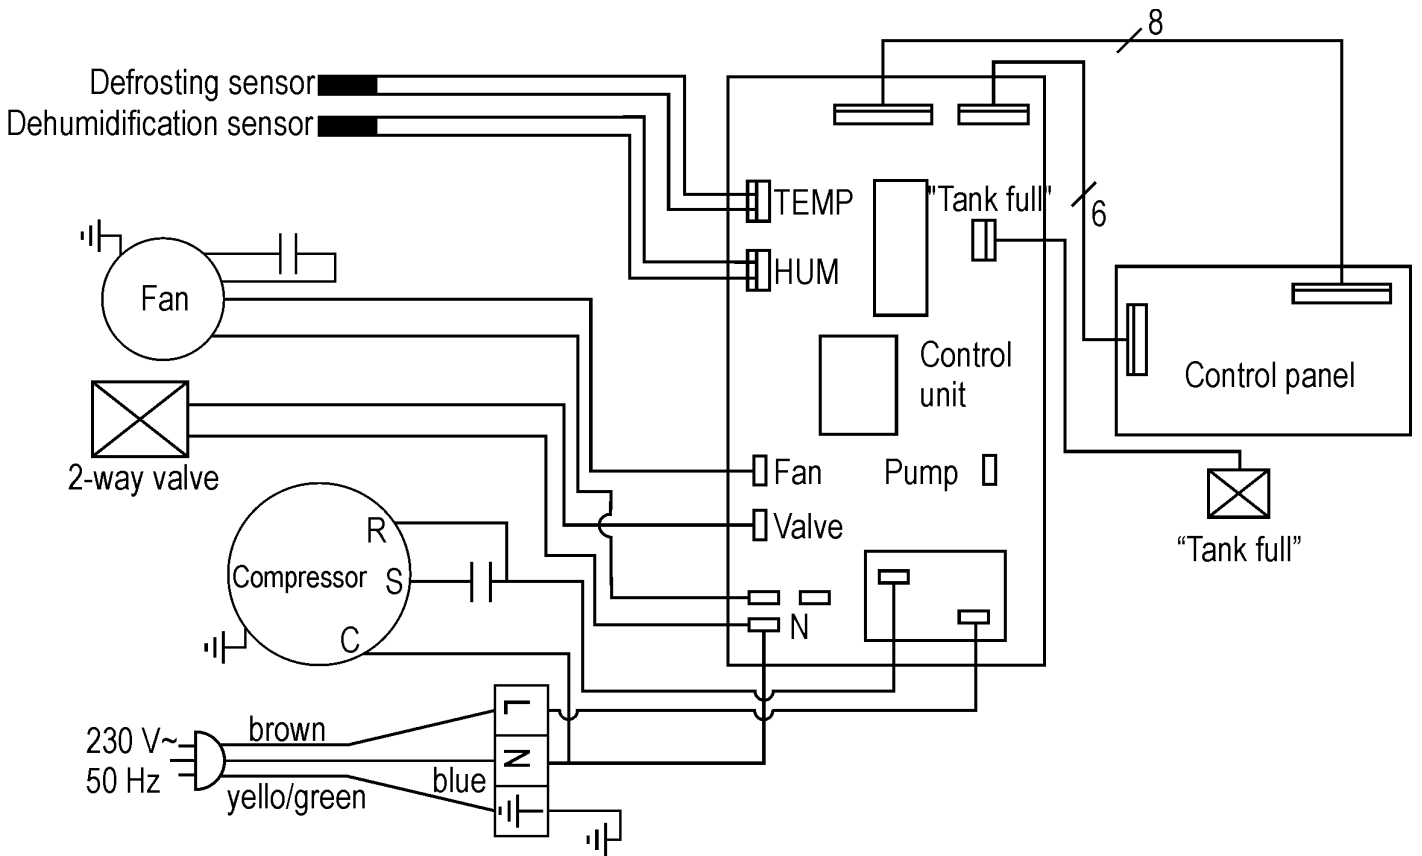 8
Defrosting sensor
Dehumidification sensor
TEMP
"Tank full"
6
HUM
Fan
Control
unit
Control panel
2-way valve
Fan
Pump
Valve
“Tank full”
R
Compressor
S
C
N
L
brown
230 V~
50 Hz
N
blue
yello/green